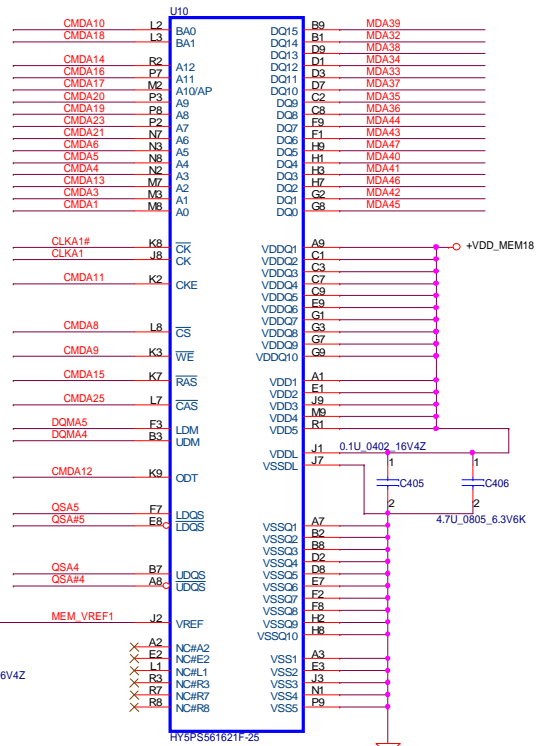 U10
CMDA10 L2 BA0 DQ15 B9 MDA39
CMDA18 L3 BA1 DQ14 B1 MDA32
DQ13 D9 MDA38
CMDA14 R2 A12 DQ12 D1 MDA34
CMDA16 P7 A11 DQ11 D3 MDA33
CMDA17 M2 A10/AP DQ10 D7 MDA37
CMDA20 P3 A9 DQ9 C2 MDA35
CMDA19 P8 A8 DQ8 C8 MDA36
CMDA23 P2 A7 DQ7 F9 MDA44
CMDA21 N7 A6 DQ6 F1 MDA43
CMDA6 N3 A5 DQ5 H9 MDA47
CMDA5 N8 A4 DQ4 H1 MDA40
CMDA4 N2 A3 DQ3 H3 MDA41
CMDA13 M7 A2 DQ2 H7 MDA46
CMDA3 M3 A1 DQ1 G2 MDA42
CMDA1 M8 A0 DQ0 G8 MDA45
CLKA1# K8 CK VDDQ1 A9 +VDD_MEM18
CLKA1 J8 CK VDDQ2 C1
VDDQ3 C3
CMDA11 K2 CKE VDDQ4 C7
VDDQ5 C9
VDDQ6 E9
VDDQ7 G1
CMDA8 L8 CS VDDQ8 G3
VDDQ9 G7
CMDA9 K3 WE VDDQ10 G9
CMDA15 K7 RAS VDD1 A1
VDD2 E1
CMDA25 L7 CAS VDD3 J9
VDD4 M9
DQMA5 F3 LDM VDD5 R1
DQMA4 B3 UDM
VDDL J1 0.1U_0402_16V4Z
VSSDL J7
CMDA12 K9 ODT 1 C405 2 1 C406 2
4.7U_0805_6.3V6K
QSA5 F7 LDQS
QSA#5 E8 LDQS VSSQ1 A7
VSSQ2 B2
VSSQ3 B8
VSSQ4 D2
QSA4 B7 UDQS VSSQ5 D8
QSA#4 A8 UDQS VSSQ6 E7
VSSQ7 F2
VSSQ8 F8
MEM_VREF1 J2 VREF VSSQ9 H2
VSSQ10 H8
A2 NC#A2
E2 NC#E2 VSS1 A3
L1 NC#L1 VSS2 E3
6V4Z R3 NC#R3 VSS3 J3
R7 NC#R7 VSS4 N1
R8 NC#R8 VSS5 P9
HY5PS561621F-25